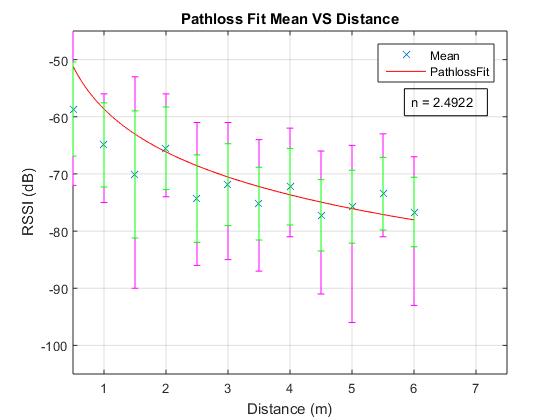 Pathloss Fit Mean VS Distance
Mean
PathlossFit
n = 2.4922
RSSI (dB)
-50
-60
-70
-80
-90
-100
1 2 3 4 5 6 7
Distance (m)